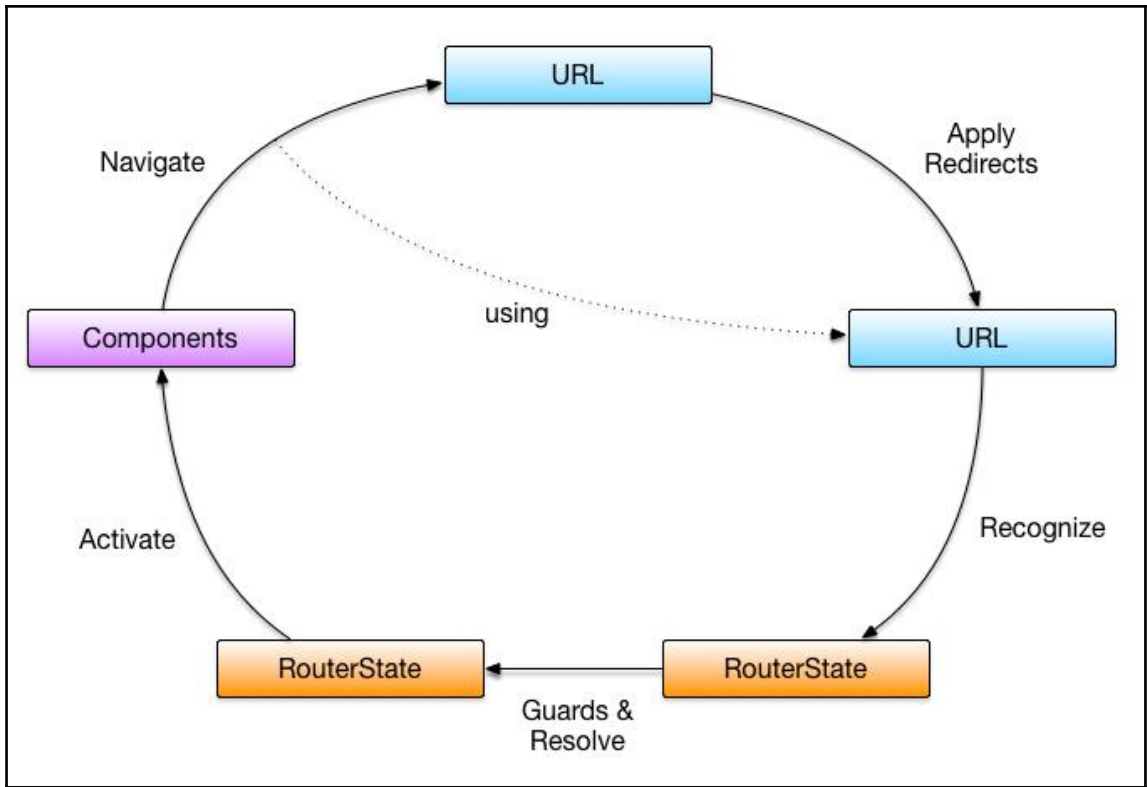 URL
Apply
Redirects
Navigate
using
Components
URL
Activate
Recognize
RouterState
RouterState
Guards &
Resolve